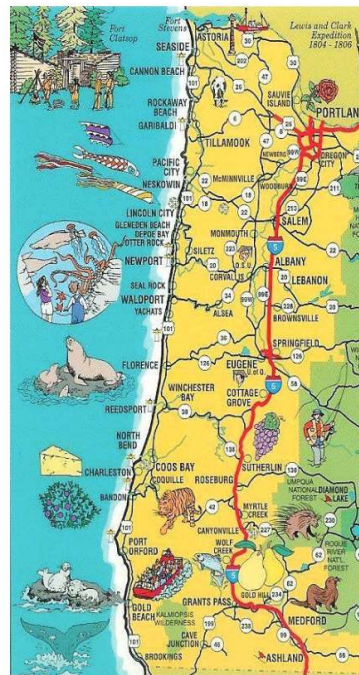 Fort
Clatsop
Fort
Stevens
ASTORIA
Lewis and Clark
Expedition
1804 - 1806
SEASIDE
CANNON BEACH
SAUVIE
ISLAND
ROCKAWAY
BEACH
GARIBALDI
PORTLAN
TILLAMOOK
NEWBERG
OREGON
CITY
PACIFIC
CITY
McMINNVILLE
WOODBURN
NESKOWIN
LINCOLN CITY
GLENEDEN BEACH
DEPOE BAY
OTTER ROCK
SALEM
MONMOUTH
SILETZ
NEWPORT
O.S.U.
CORVALLIS
ALBANY
LEBANON
SEAL ROCK
WALDPORT
YACHATS
ALSEA
BROWNSVILLE
SPRINGFIELD
FLORENCE
EUGENE
U of O.
WINCHESTER
BAY
COTTAGE
GROVE
REEDSPORT
NORTH
BEND
COOS BAY
CHARLESTON
COQUILLE
SUTHERLIN
ROSEBURG
UMPQUA
NATIONAL
FOREST
DIAMOND
LAKE
BANDON
MYRTLE
CREEK
CANYONVILLE
PORT
ORFORD
WOLF
CREEK
ROGUE
RIVER
NAT'L.
FOREST
GOLD
BEACH
KALMIOPSIS
WILDERNESS
GRANTS PASS
GOLD HILL
MEDFORD
CAVE
JUNCTION
BROOKINGS
ASHLAND